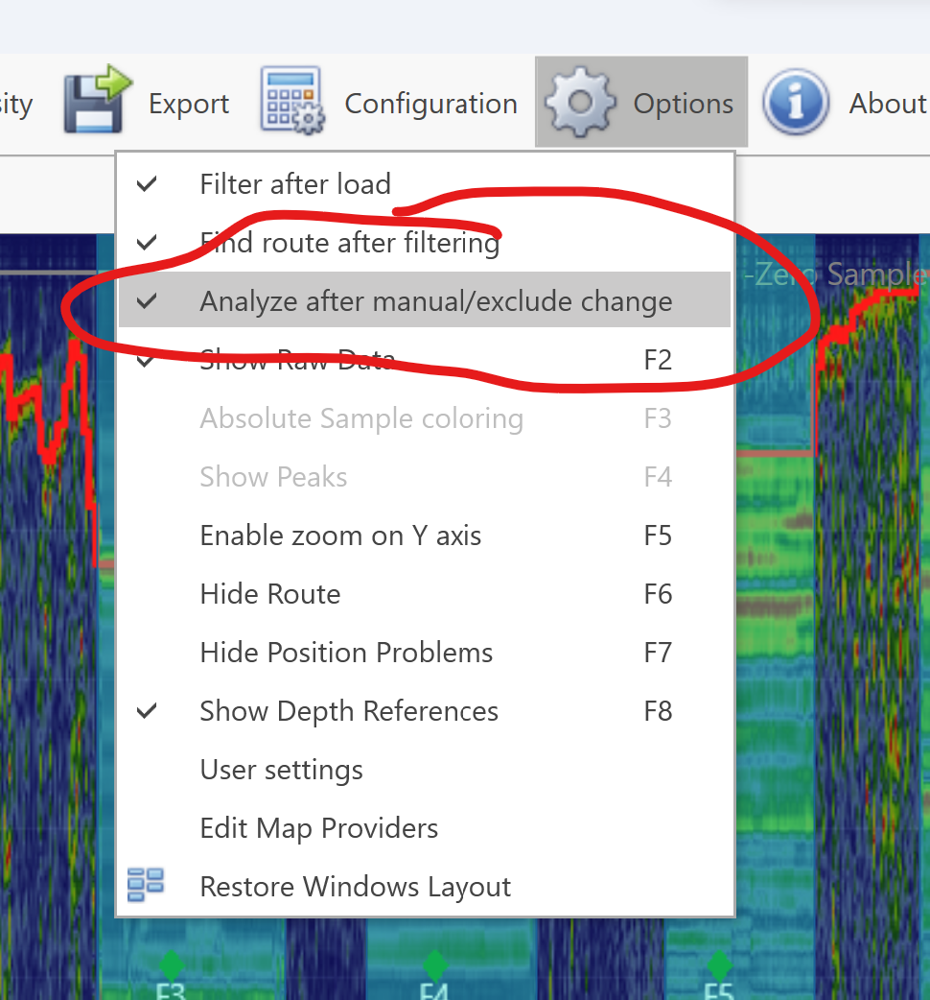 sity Export Configuration Options About
Filter after load
Find route after filtering
Analyze after manual/exclude change
-Zero Sample
Show Raw Data F2
Absolute Sample coloring F3
Show Peaks F4
Enable zoom on Y axis F5
Hide Route F6
Hide Position Problems F7
Show Depth References F8
User settings
Edit Map Providers
Restore Windows Layout
F3 F4 F5